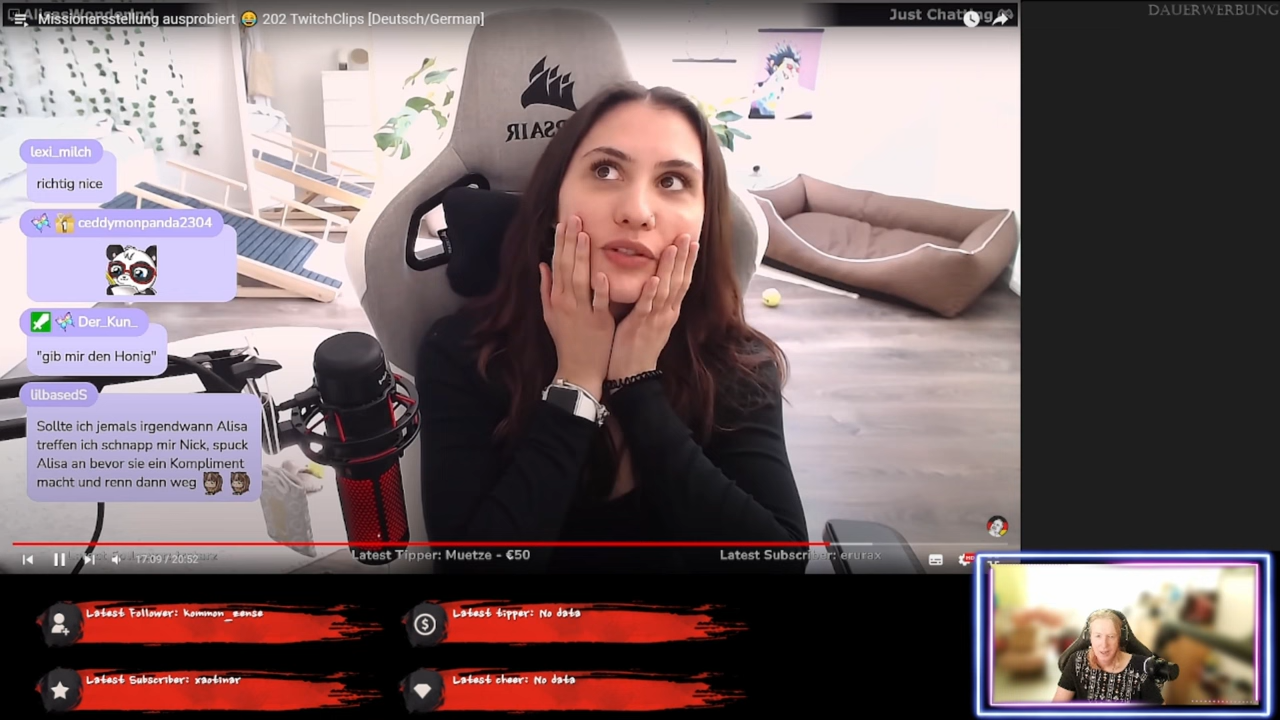 Missionarsstellung ausprobiert 😂 202 TwitchClips [Deutsch/German]
Just Chatting
DAUERWERBUNG
CORSAIR
lexi_milch
richtig nice
ceddymonpanda2304
Der_Kun_
"gib mir den Honig"
lilbasedS
Sollte ich jemals irgendwann Alisa
treffen ich schnapp mir Nick, spuck
Alisa an bevor sie ein Kompliment
macht und renn dann weg
17:09 / 20:52
Latest Tipper: Muetze - €50
Latest Subscriber: erurax
Latest Follower: Kommon_zense
Latest tipper: No data
Latest Subscriber: xaotinar
Latest cheer: No data